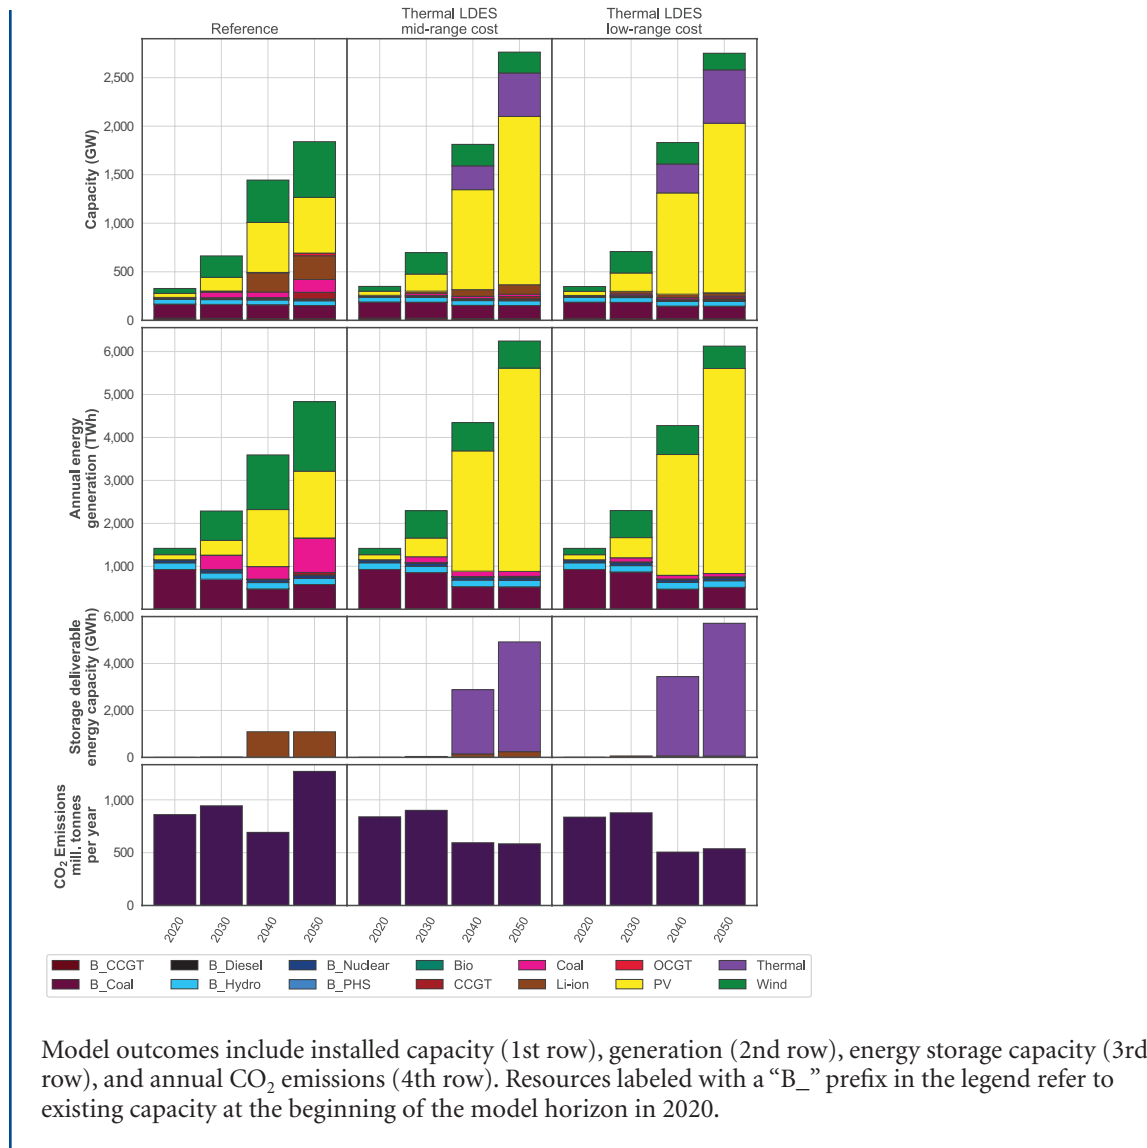 Reference
Thermal LDES
mid-range cost
Thermal LDES
low-range cost
Capacity (GW)
2,500
2,000
1,500
1,000
500
0
Annual energy
generation (TWh)
6,000
5,000
4,000
3,000
2,000
1,000
Storage deliverable
energy capacity (GWh)
6,000
4,000
2,000
0
CO2 Emissions
mill. tonnes
per year
1,000
500
0
2020 2030 2040 2050 2020 2030 2040 2050 2020 2030 2040 2050
B_CCGT B_Diesel B_Nuclear Bio Coal OCGT Thermal
B_Coal B_Hydro B_PHS CCGT Li-ion PV Wind
Model outcomes include installed capacity (1st row), generation (2nd row), energy storage capacity (3rd
row), and annual CO2 emissions (4th row). Resources labeled with a “B_” prefix in the legend refer to
existing capacity at the beginning of the model horizon in 2020.